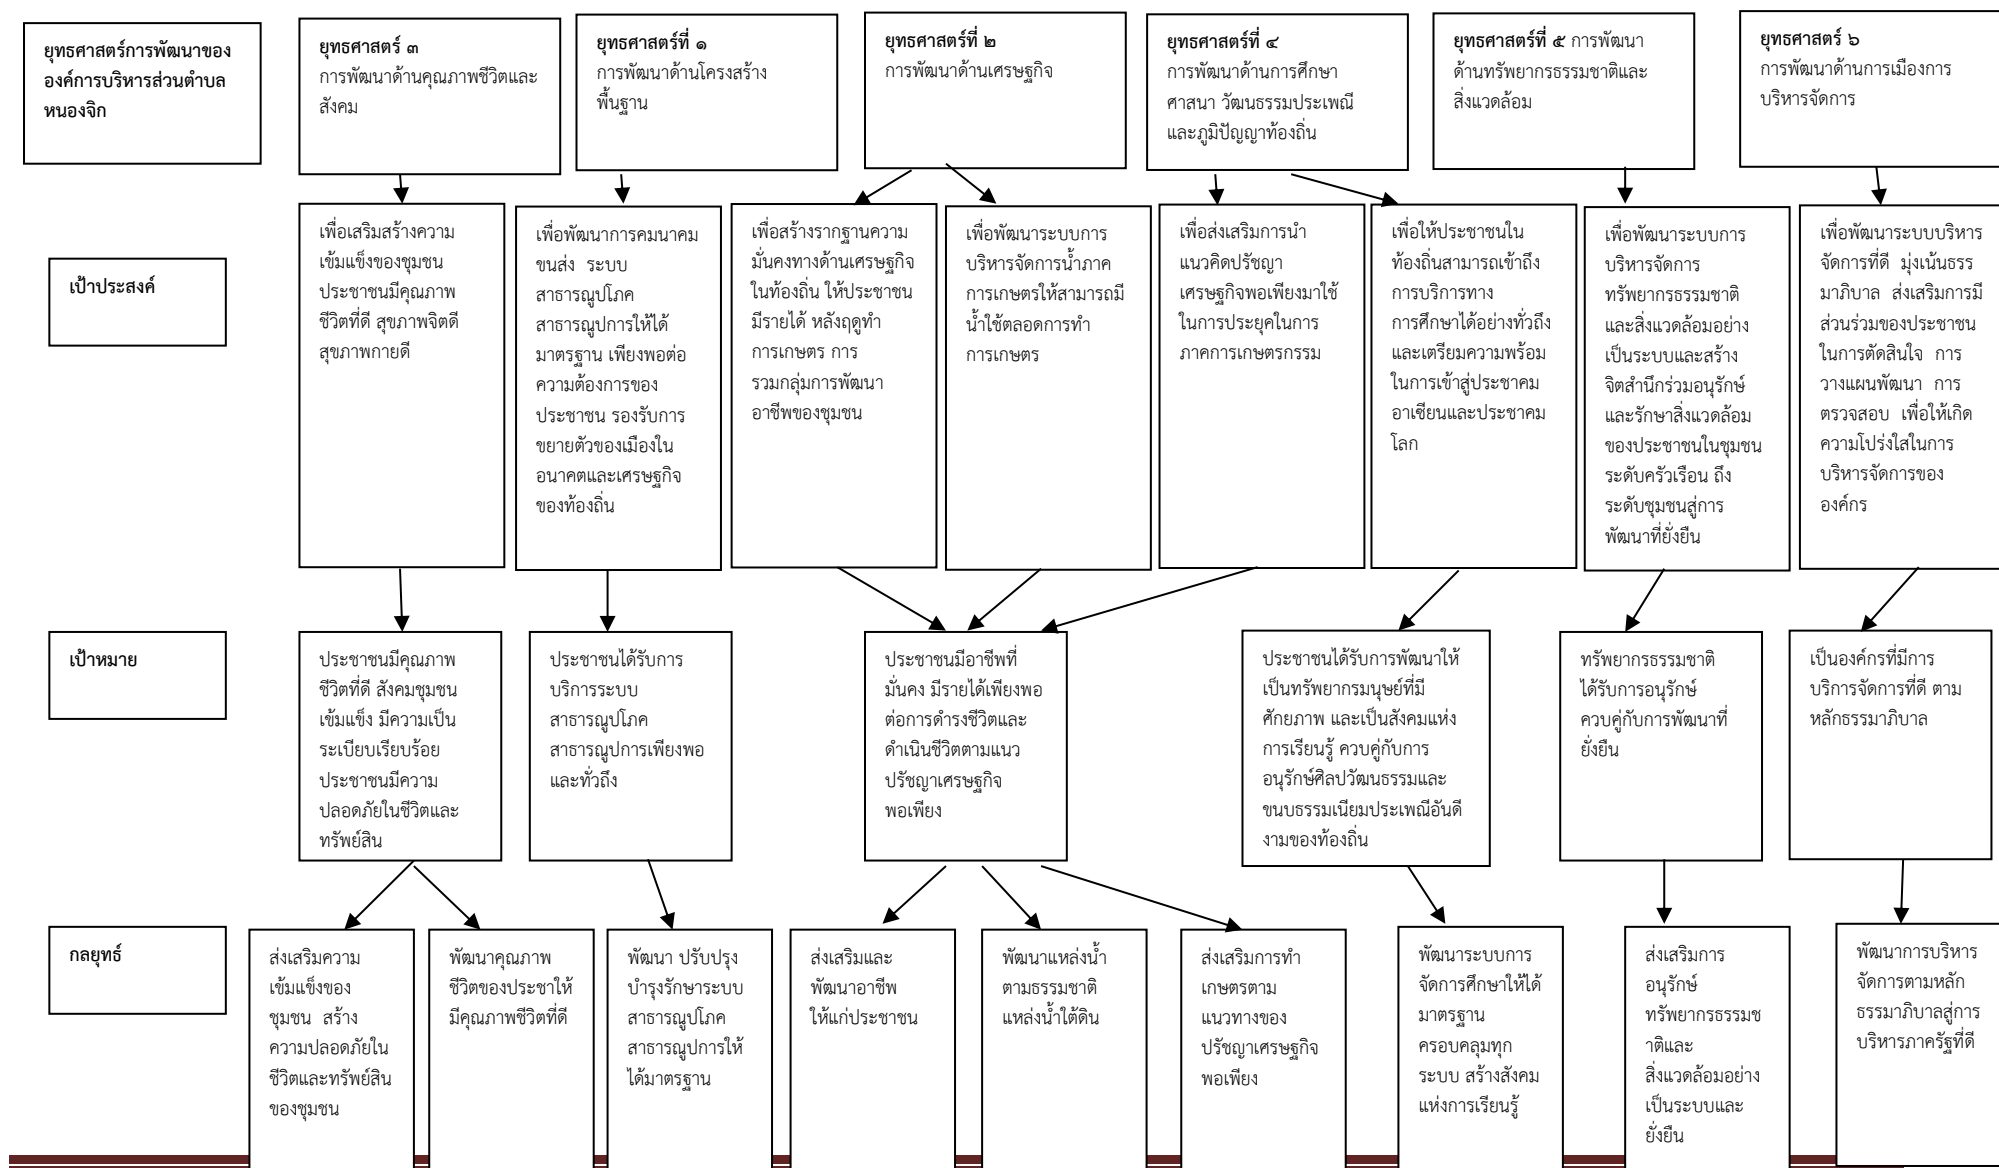 ยุทธศาสตร์การพัฒนาของ
องค์การบริหารส่วนตำบล
หนองจิก
ยุทธศาสตร์ ๓
การพัฒนาด้านคุณภาพชีวิตและ
สังคม
ยุทธศาสตร์ที่ ๑
การพัฒนาด้านโครงสร้าง
พื้นฐาน
ยุทธศาสตร์ที่ ๒
การพัฒนาด้านเศรษฐกิจ
ยุทธศาสตร์ที่ ๔
การพัฒนาด้านการศึกษา
ศาสนา วัฒนธรรมประเพณี
และภูมิปัญญาท้องถิ่น
ยุทธศาสตร์ที่ ๕ การพัฒนา
ด้านทรัพยากรธรรมชาติและ
สิ่งแวดล้อม
ยุทธศาสตร์ ๖
การพัฒนาด้านการเมืองการ
บริหารจัดการ
เป้าประสงค์
เพื่อเสริมสร้างความ
เข้มแข็งของชุมชน
ประชาชนมีคุณภาพ
ชีวิตที่ดี สุขภาพจิตดี
สุขภาพกายดี
เพื่อพัฒนาการคมนาคม
ขนส่ง ระบบ
สาธารณูปโภค
สาธารณูปการให้ได้
มาตรฐาน เพียงพอต่อ
ความต้องการของ
ประชาชน รองรับการ
ขยายตัวของเมืองใน
อนาคตและเศรษฐกิจ
ของท้องถิ่น
เพื่อสร้างรากฐานความ
มั่นคงทางด้านเศรษฐกิจ
ในท้องถิ่น ให้ประชาชน
มีรายได้ หลังฤดูทำ
การเกษตร การ
รวมกลุ่มการพัฒนา
อาชีพของชุมชน
เพื่อพัฒนาระบบการ
บริหารจัดการน้ำภาค
การเกษตรให้สามารถมี
น้ำใช้ตลอดการทำ
การเกษตร
เพื่อส่งเสริมการนำ
แนวคิดปรัชญา
เศรษฐกิจพอเพียงมาใช้
ในการประยุคในการ
ภาคการเกษตรกรรม
เพื่อให้ประชาชนใน
ท้องถิ่นสามารถเข้าถึง
การบริการทาง
การศึกษาได้อย่างทั่วถึง
และเตรียมความพร้อม
ในการเข้าสู่ประชาคม
อาเซียนและประชาคม
โลก
เพื่อพัฒนาระบบการ
บริหารจัดการ
ทรัพยากรธรรมชาติ
และสิ่งแวดล้อมอย่าง
เป็นระบบและสร้าง
จิตสำนึกร่วมอนุรักษ์
และรักษาสิ่งแวดล้อม
ของประชาชนในชุมชน
ระดับครัวเรือน ถึง
ระดับชุมชนสู่การ
พัฒนาที่ยั่งยืน
เพื่อพัฒนาระบบบริหาร
จัดการที่ดี มุ่งเน้นธรร
มาภิบาล ส่งเสริมการมี
ส่วนร่วมของประชาชน
ในการตัดสินใจ การ
วางแผนพัฒนา การ
ตรวจสอบ เพื่อให้เกิด
ความโปร่งใสในการ
บริหารจัดการของ
องค์กร
เป้าหมาย
ประชาชนมีคุณภาพ
ชีวิตที่ดี สังคมชุมชน
เข้มแข็ง มีความเป็น
ระเบียบเรียบร้อย
ประชาชนมีความ
ปลอดภัยในชีวิตและ
ทรัพย์สิน
ประชาชนได้รับการ
บริการระบบ
สาธารณูปโภค
สาธารณูปการเพียงพอ
และทั่วถึง
ประชาชนมีอาชีพที่
มั่นคง มีรายได้เพียงพอ
ต่อการดำรงชีวิตและ
ดำเนินชีวิตตามแนว
ปรัชญาเศรษฐกิจ
พอเพียง
ประชาชนได้รับการพัฒนาให้
เป็นทรัพยากรมนุษย์ที่มี
ศักยภาพ และเป็นสังคมแห่ง
การเรียนรู้ ควบคู่กับการ
อนุรักษ์ศิลปวัฒนธรรมและ
ขนบธรรมเนียมประเพณีอันดี
งามของท้องถิ่น
ทรัพยากรธรรมชาติ
ได้รับการอนุรักษ์
ควบคู่กับการพัฒนาที่
ยั่งยืน
เป็นองค์กรที่มีการ
บริการจัดการที่ดี ตาม
หลักธรรมาภิบาล
กลยุทธ์
ส่งเสริมความ
เข้มแข็งของ
ชุมชน สร้าง
ความปลอดภัยใน
ชีวิตและทรัพย์สิน
ของชุมชน
พัฒนาคุณภาพ
ชีวิตของประชาให้
มีคุณภาพชีวิตที่ดี
พัฒนา ปรับปรุง
บำรุงรักษาระบบ
สาธารณูปโภค
สาธารณูปการให้
ได้มาตรฐาน
ส่งเสริมและ
พัฒนาอาชีพ
ให้แก่ประชาชน
พัฒนาแหล่งน้ำ
ตามธรรมชาติ
แหล่งน้ำใต้ดิน
ส่งเสริมการทำ
เกษตรตาม
แนวทางของ
ปรัชญาเศรษฐกิจ
พอเพียง
พัฒนาระบบการ
จัดการศึกษาให้ได้
มาตรฐาน
ครอบคลุมทุก
ระบบ สร้างสังคม
แห่งการเรียนรู้
ส่งเสริมการ
อนุรักษ์
ทรัพยากรธรรมช
าติและ
สิ่งแวดล้อมอย่าง
เป็นระบบและ
ยั่งยืน
พัฒนาการบริหาร
จัดการตามหลัก
ธรรมาภิบาลสู่การ
บริหารภาครัฐที่ดี